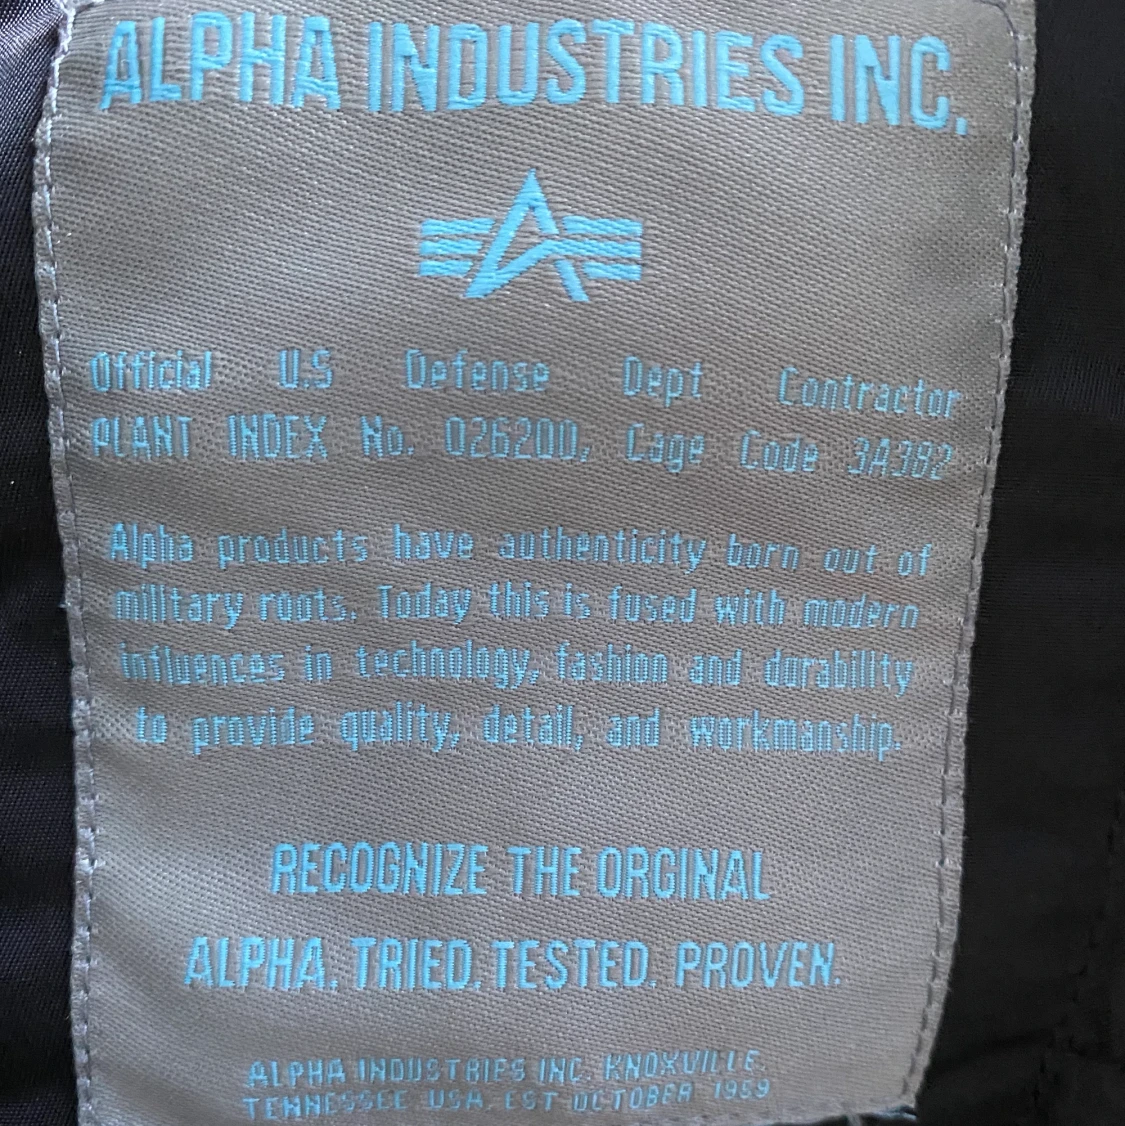 ALPHA INDUSTRIES INC.
Official U.S Defense Dept Contractor
PLANT INDEX No. 026200, Cage Code 3A382
Alpha products have authenticity born out of
military roots. Today this is fused with modern
influences in technology, fashion and durability
to provide quality, detail, and workmanship.
RECOGNIZE THE ORGINAL
ALPHA. TRIED. TESTED. PROVEN.
ALPHA INDUSTRIES INC. KNOXVILLE.
TENNESSEE USA. EST OCTOBER 1959